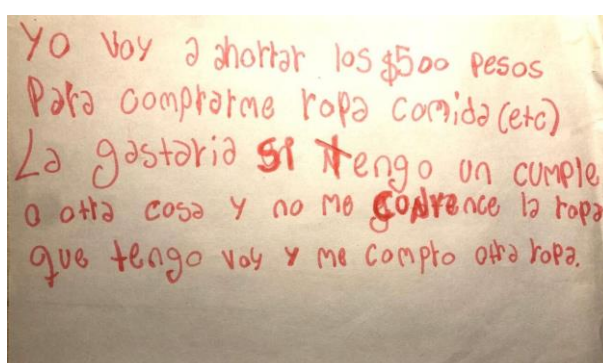 Yo voy a ahorrar los $500 pesos
Para comprarme ropa comida (etc)
La gastaria si tengo un cumple
o otra cosa y no me convence la ropa
que tengo voy y me compro otra ropa.